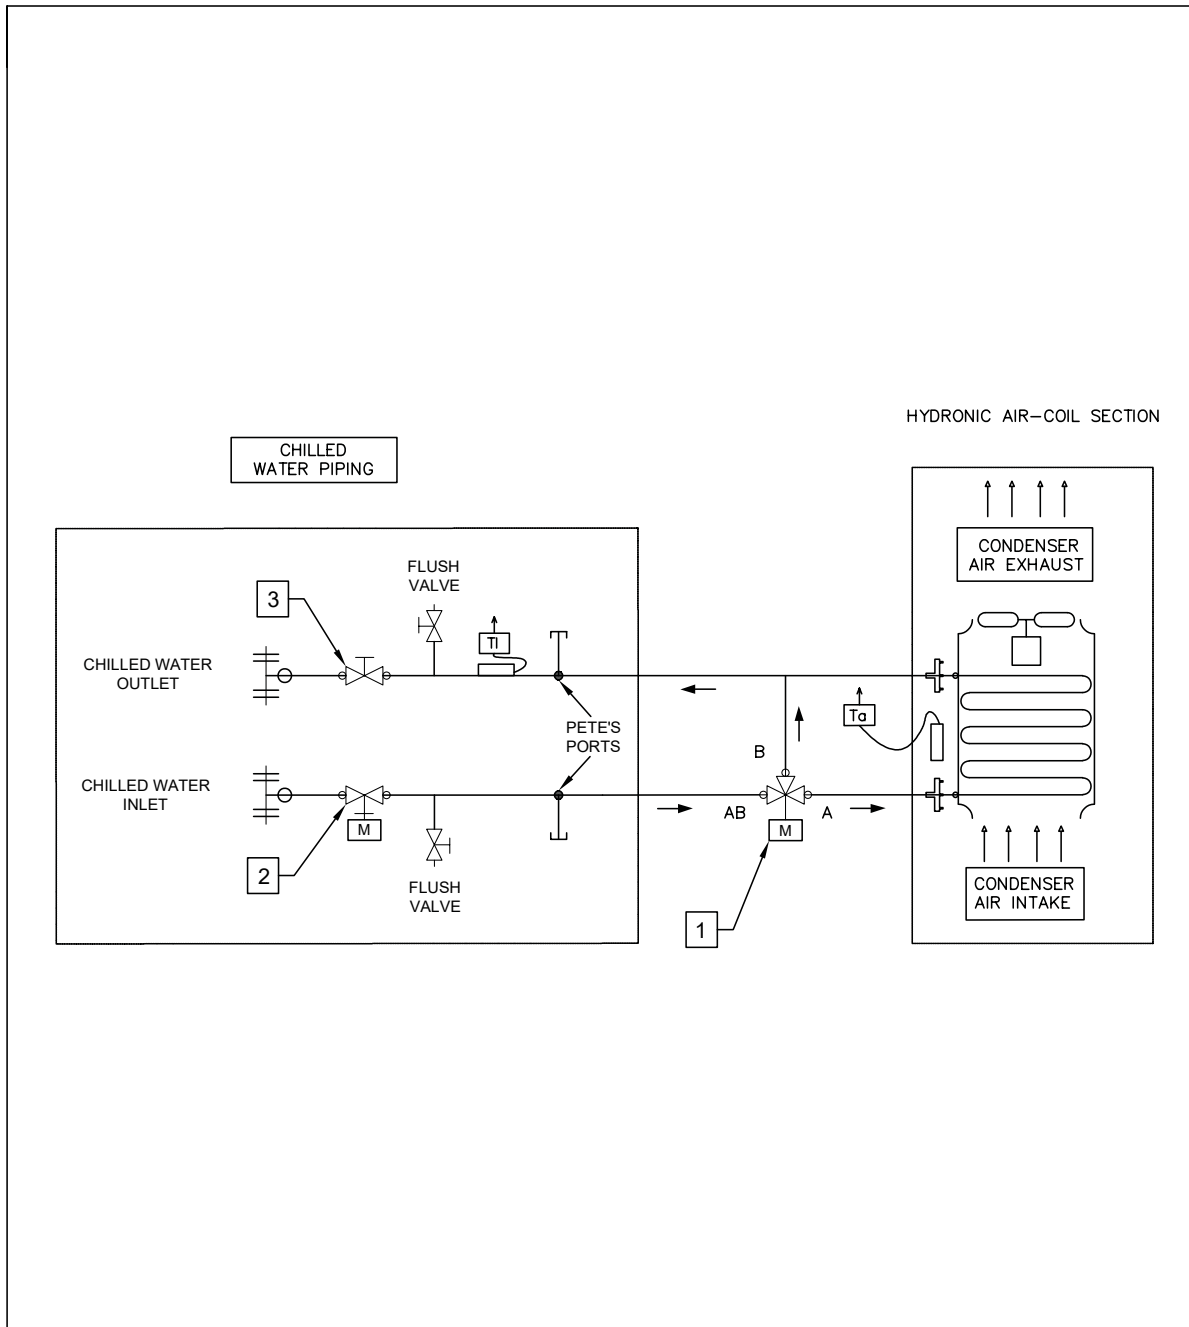 HYDRONIC AIR-COIL SECTION
CHILLED
WATER PIPING
CONDENSER
AIR EXHAUST
FLUSH
VALVE
3
TI
CHILLED WATER
OUTLET
Ta
PETE'S
PORTS
B
CHILLED WATER
INLET
AB
A
M
M
2
FLUSH
VALVE
CONDENSER
AIR INTAKE
1